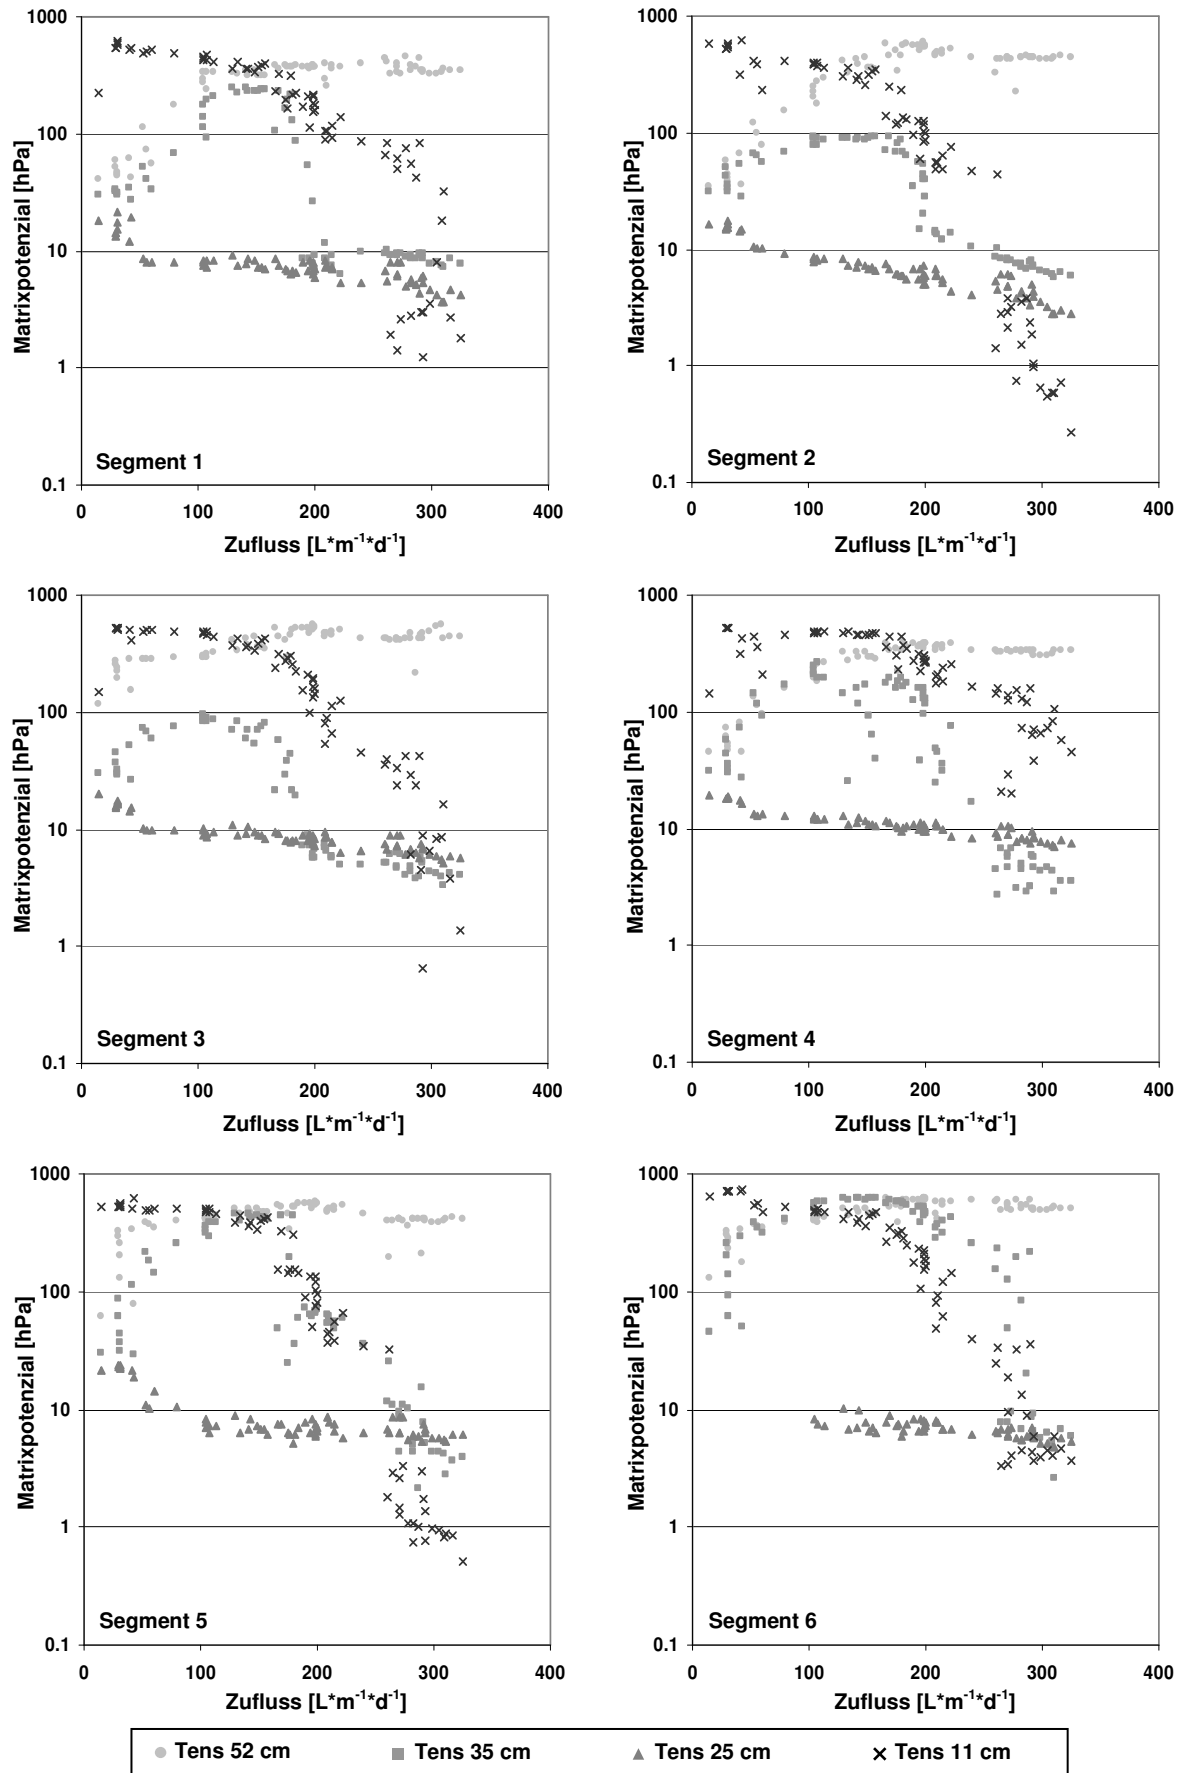 1000
100
10
1
0.1
Matrixpotenzial [hPa]
Segment 1
0 100 200 300 400
Zufluss [L*m⁻¹*d⁻¹]
1000
100
10
1
0.1
Matrixpotenzial [hPa]
Segment 2
0 100 200 300 400
Zufluss [L*m⁻¹*d⁻¹]
1000
100
10
1
0.1
Matrixpotenzial [hPa]
Segment 3
0 100 200 300 400
Zufluss [L*m⁻¹*d⁻¹]
1000
100
10
1
0.1
Matrixpotenzial [hPa]
Segment 4
0 100 200 300 400
Zufluss [L*m⁻¹*d⁻¹]
1000
100
10
1
0.1
Matrixpotenzial [hPa]
Segment 5
0 100 200 300 400
Zufluss [L*m⁻¹*d⁻¹]
1000
100
10
1
0.1
Matrixpotenzial [hPa]
Segment 6
0 100 200 300 400
Zufluss [L*m⁻¹*d⁻¹]
Tens 52 cm Tens 35 cm Tens 25 cm Tens 11 cm